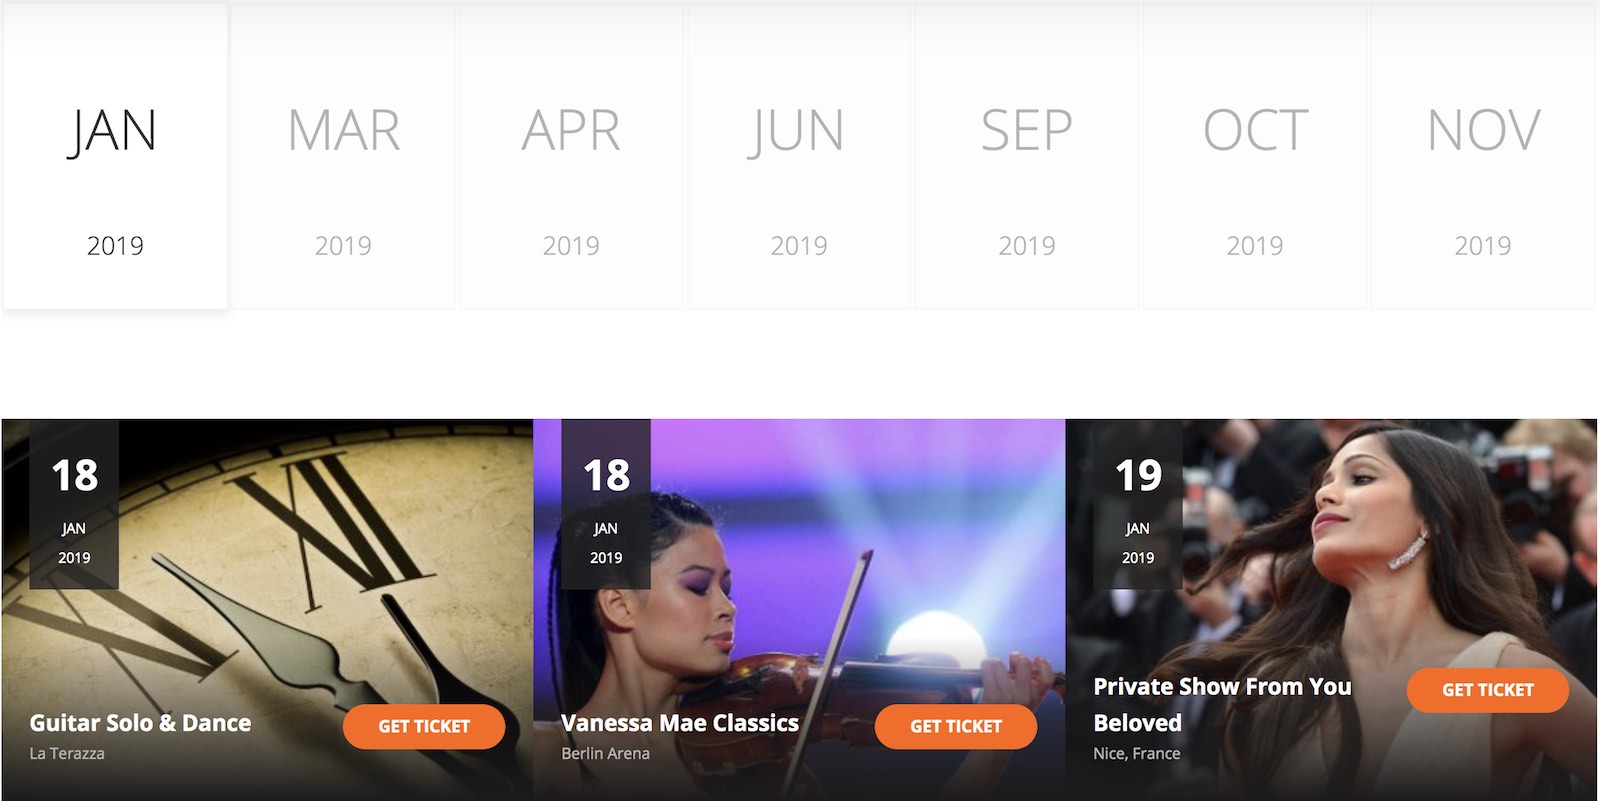 JAN
2019
MAR
2019
APR
2019
JUN
2019
SEP
2019
OCT
2019
NOV
2019
18
JAN
2019
Guitar Solo & Dance
La Terazza
GET TICKET
18
JAN
2019
Vanessa Mae Classics
Berlin Arena
GET TICKET
19
JAN
2019
Private Show From You
Beloved
Nice, France
GET TICKET
XII